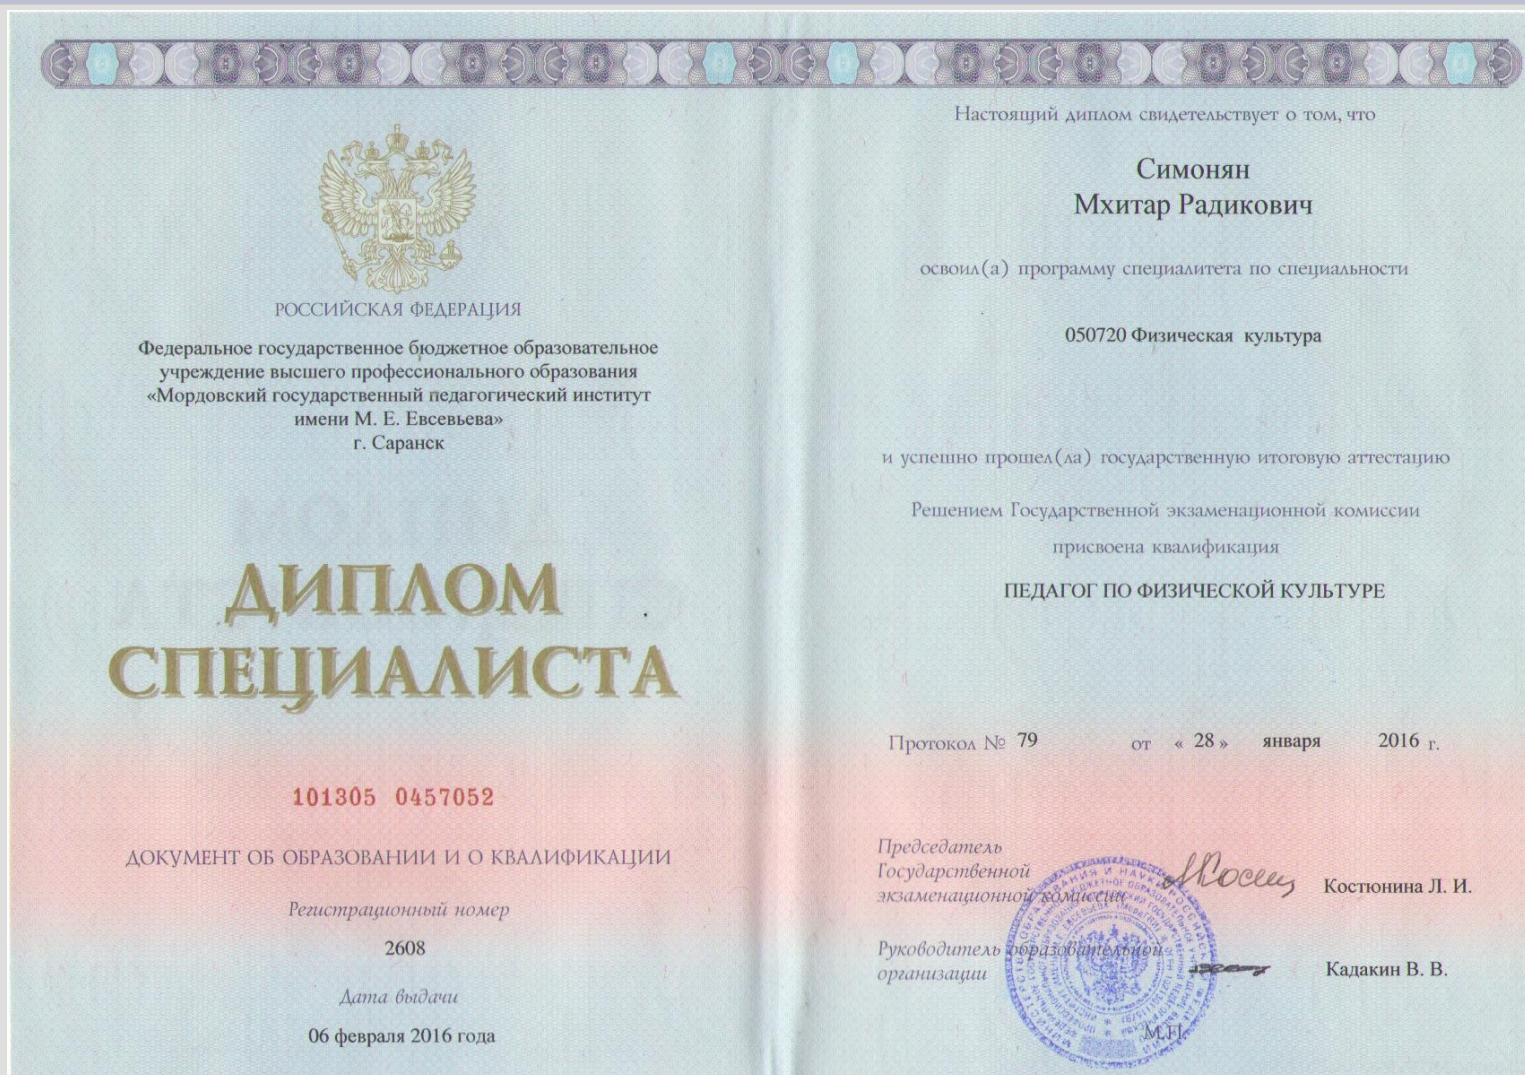 РОССИЙСКАЯ ФЕДЕРАЦИЯ
Федеральное государственное бюджетное образовательное
учреждение высшего профессионального образования
«Мордовский государственный педагогический институт
имени М. Е. Евсевьева»
г. Саранск
ДИПЛОМ
СПЕЦИАЛИСТА
101305 0457052
ДОКУМЕНТ ОБ ОБРАЗОВАНИИ И О КВАЛИФИКАЦИИ
Регистрационный номер
2608
Дата выдачи
06 февраля 2016 года
Настоящий диплом свидетельствует о том, что
Симонян
Мхитар Радикович
освоил(а) программу специалитета по специальности
050720 Физическая культура
и успешно прошел(ла) государственную итоговую аттестацию
Решением Государственной экзаменационной комиссии
присвоена квалификация
ПЕДАГОГ ПО ФИЗИЧЕСКОЙ КУЛЬТУРЕ
Протокол № 79 от « 28 » января 2016 г.
Председатель
Государственной
экзаменационной комиссии
Костюнина Л. И.
Руководитель образовательной
организации
Кадакин В. В.
М.П.